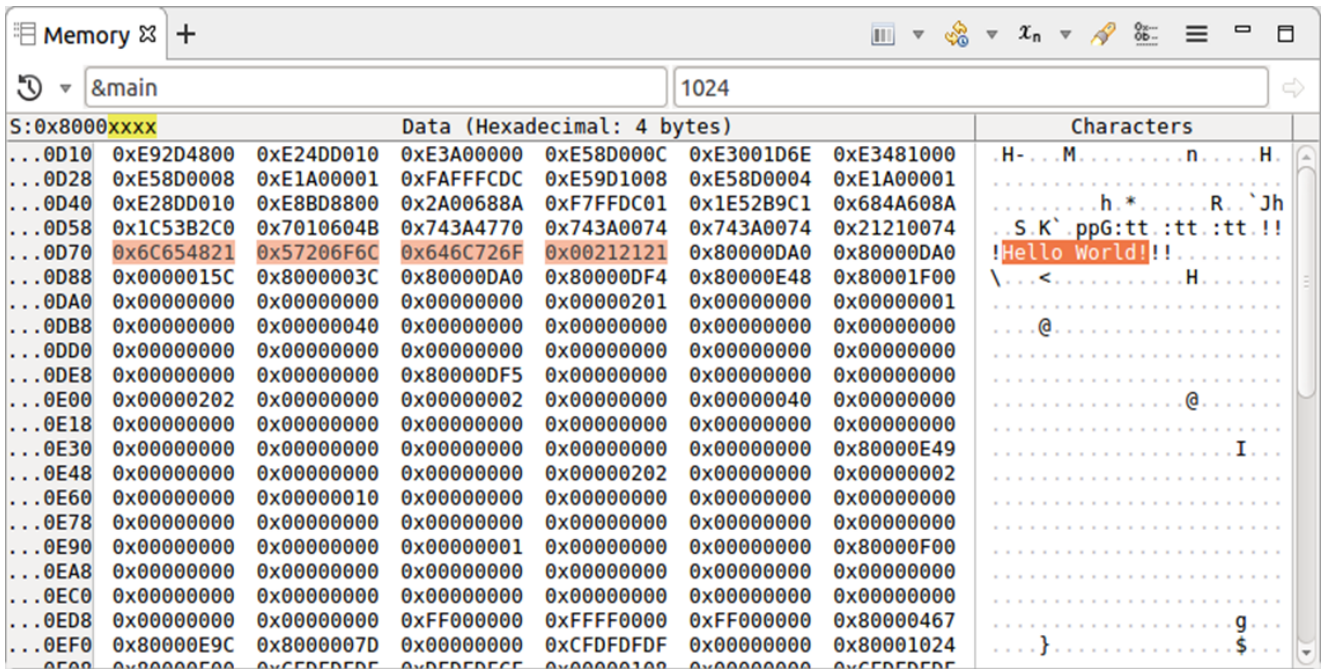 Memory
&main 1024
S:0x8000xxxx Data (Hexadecimal: 4 bytes) Characters
...0D10 0xE92D4800 0xE24DD010 0xE3A00000 0xE58D000C 0xE3001D6E 0xE3481000 .H-...M.........n.....H.
...0D28 0xE58D0008 0xE1A00001 0xFAFFFCDC 0xE59D1008 0xE58D0004 0xE1A00001 ........................
...0D40 0xE28DD010 0xE8BD8800 0x2A00688A 0xF7FFDC01 0x1E52B9C1 0x684A608A .........h.*......R..`Jh
...0D58 0x1C53B2C0 0x7010604B 0x743A4770 0x743A0074 0x743A0074 0x21210074 ..S.K`.ppG:tt.:tt.:tt.!!
...0D70 0x6C654821 0x57206F6C 0x646C726F 0x00212121 0x80000DA0 0x80000DA0 !Hello World!!!.........
...0D88 0x0000015C 0x8000003C 0x80000DA0 0x80000DF4 0x80000E48 0x80001F00 \...<...........H.......
...0DA0 0x00000000 0x00000000 0x00000000 0x00000201 0x00000000 0x00000001 ........................
...0DB8 0x00000000 0x00000040 0x00000000 0x00000000 0x00000000 0x00000000 ....@...................
...0DD0 0x00000000 0x00000000 0x00000000 0x00000000 0x00000000 0x00000000 ........................
...0DE8 0x00000000 0x00000000 0x80000DF5 0x00000000 0x00000000 0x00000000 ........................
...0E00 0x00000202 0x00000000 0x00000002 0x00000000 0x00000040 0x00000000 ................@.......
...0E18 0x00000000 0x00000000 0x00000000 0x00000000 0x00000000 0x00000000 ........................
...0E30 0x00000000 0x00000000 0x00000000 0x00000000 0x00000000 0x80000E49 ....................I...
...0E48 0x00000000 0x00000000 0x00000000 0x00000202 0x00000000 0x00000002 ........................
...0E60 0x00000000 0x00000010 0x00000000 0x00000000 0x00000000 0x00000000 ........................
...0E78 0x00000000 0x00000000 0x00000000 0x00000000 0x00000000 0x00000000 ........................
...0E90 0x00000000 0x00000000 0x00000001 0x00000000 0x00000000 0x80000F00 ........................
...0EA8 0x00000000 0x00000000 0x00000000 0x00000000 0x00000000 0x00000000 ........................
...0EC0 0x00000000 0x00000000 0x00000000 0x00000000 0x00000000 0x00000000 ........................
...0ED8 0x00000000 0x00000000 0xFF000000 0xFFFF0000 0xFF000000 0x80000467 ....................g...
...0EF0 0x80000E9C 0x8000007D 0x00000000 0xCFDFDFDF 0x00000000 0x80001024 ....}...............$...